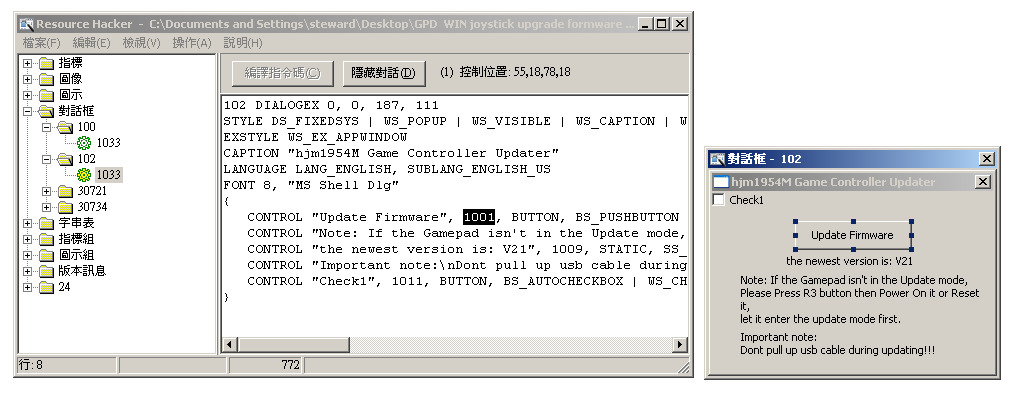 Resource Hacker - C:\Documents and Settings\steward\Desktop\GPD WIN joystick upgrade formware ...
檔案(F) 編輯(E) 檢視(V) 操作(A) 說明(H)
指標
圖像
圖示
對話框
100
1033
102
1033
30721
30734
字串表
指標組
圖示組
版本訊息
24
編譯指令碼(C) 隱藏對話(D) (1) 控制位置: 55,18,78,18
102 DIALOGEX 0, 0, 187, 111
STYLE DS_FIXEDSYS | WS_POPUP | WS_VISIBLE | WS_CAPTION | W
EXSTYLE WS_EX_APPWINDOW
CAPTION "hjm1954M Game Controller Updater"
LANGUAGE LANG_ENGLISH, SUBLANG_ENGLISH_US
FONT 8, "MS Shell Dlg"
{
CONTROL "Update Firmware", 1001, BUTTON, BS_PUSHBUTTON
CONTROL "Note: If the Gamepad isn't in the Update mode,
CONTROL "the newest version is: V21", 1009, STATIC, SS_
CONTROL "Important note:\nDont pull up usb cable during
CONTROL "Check1", 1011, BUTTON, BS_AUTOCHECKBOX | WS_CH
}
行: 8 772
對話框 - 102
hjm1954M Game Controller Updater
Check1
Update Firmware
the newest version is: V21
Note: If the Gamepad isn't in the Update mode,
Please Press R3 button then Power On it or Reset
it,
let it enter the update mode first.
Important note:
Dont pull up usb cable during updating!!!